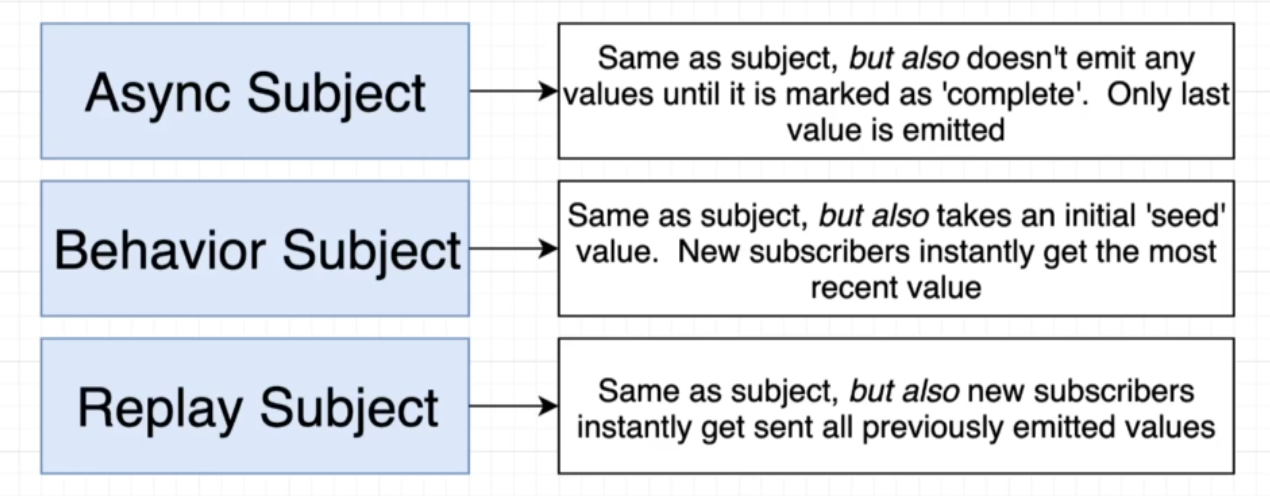 Async Subject
Same as subject, but also doesn't emit any
values until it is marked as 'complete'.  Only last
value is emitted
Behavior Subject
Same as subject, but also takes an initial 'seed'
value.  New subscribers instantly get the most
recent value
Replay Subject
Same as subject, but also new subscribers
instantly get sent all previously emitted values